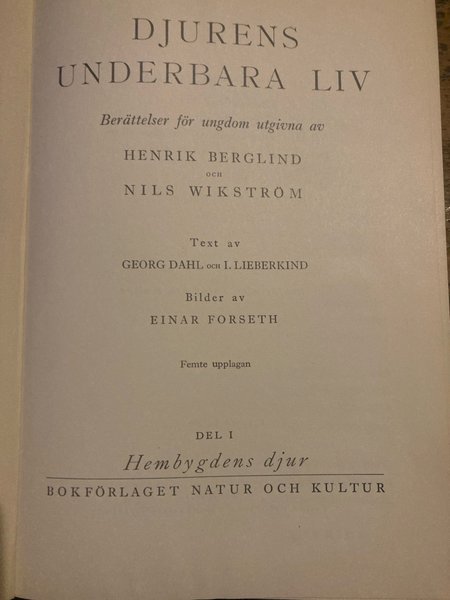 DJURENS
UNDERBARA LIV
Berättelser för ungdom utgivna av
HENRIK BERGLIND
OCH
NILS WIKSTRÖM
Text av
GEORG DAHL OCH I. LIEBERKIND
Bilder av
EINAR FORSETH
Femte upplagan
DEL I
Hembygdens djur
BOKFÖRLAGET NATUR OCH KULTUR